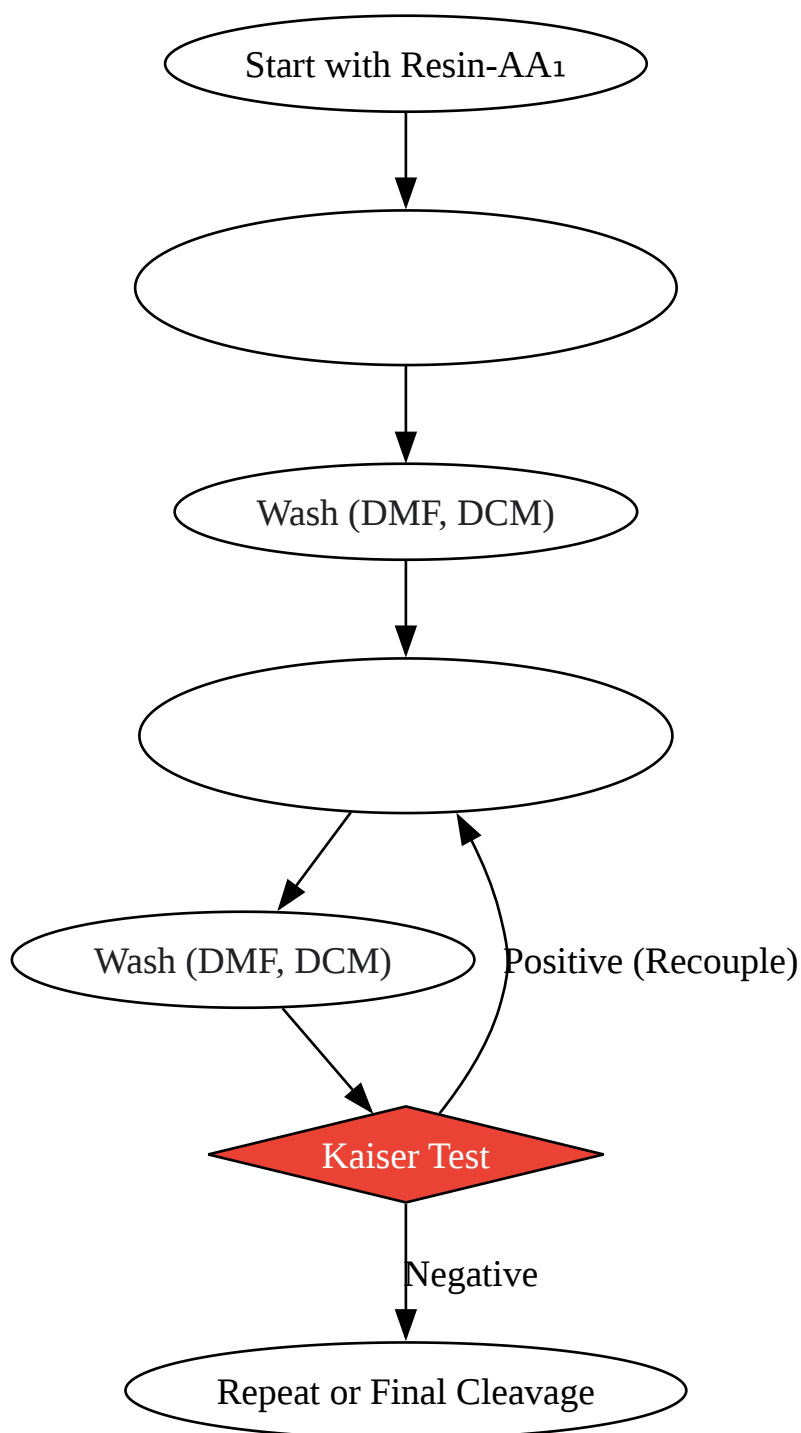 Start with Resin-AA₁
Wash (DMF, DCM)
Wash (DMF, DCM)
Positive (Recouple)
Kaiser Test
Negative
Repeat or Final Cleavage